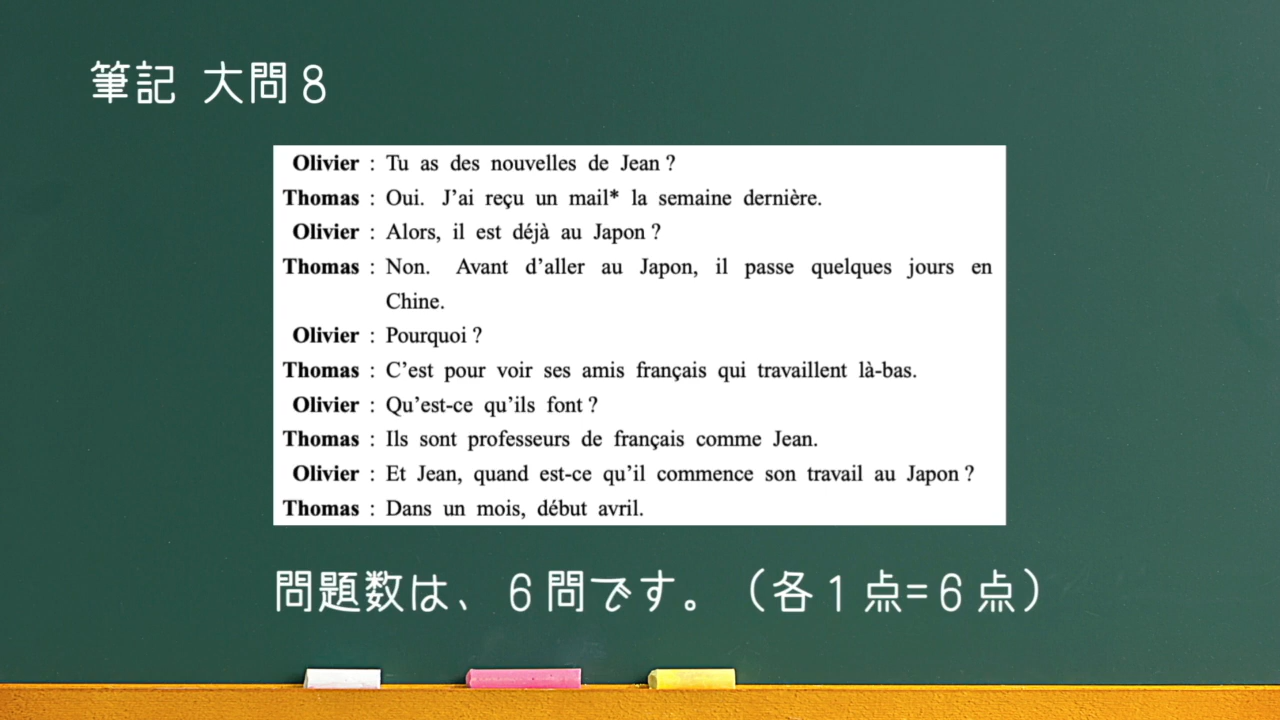 筆記 大問８
Olivier : Tu as des nouvelles de Jean ?
Thomas : Oui. J'ai reçu un mail* la semaine dernière.
Olivier : Alors, il est déjà au Japon ?
Thomas : Non. Avant d'aller au Japon, il passe quelques jours en
Chine.
Olivier : Pourquoi ?
Thomas : C'est pour voir ses amis français qui travaillent là-bas.
Olivier : Qu'est-ce qu'ils font ?
Thomas : Ils sont professeurs de français comme Jean.
Olivier : Et Jean, quand est-ce qu'il commence son travail au Japon ?
Thomas : Dans un mois, début avril.
問題数は、６問です。（各１点=６点）